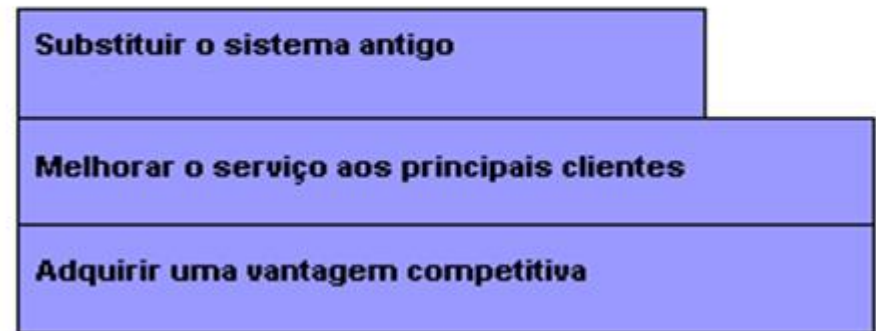 Substituir o sistema antigo
Melhorar o serviço aos principais clientes
Adquirir uma vantagem competitiva